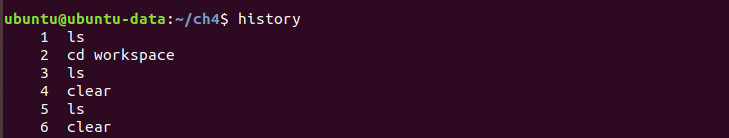 ubuntu@ubuntu-data:~/ch4$ history
1 ls
2 cd workspace
3 ls
4 clear
5 ls
6 clear